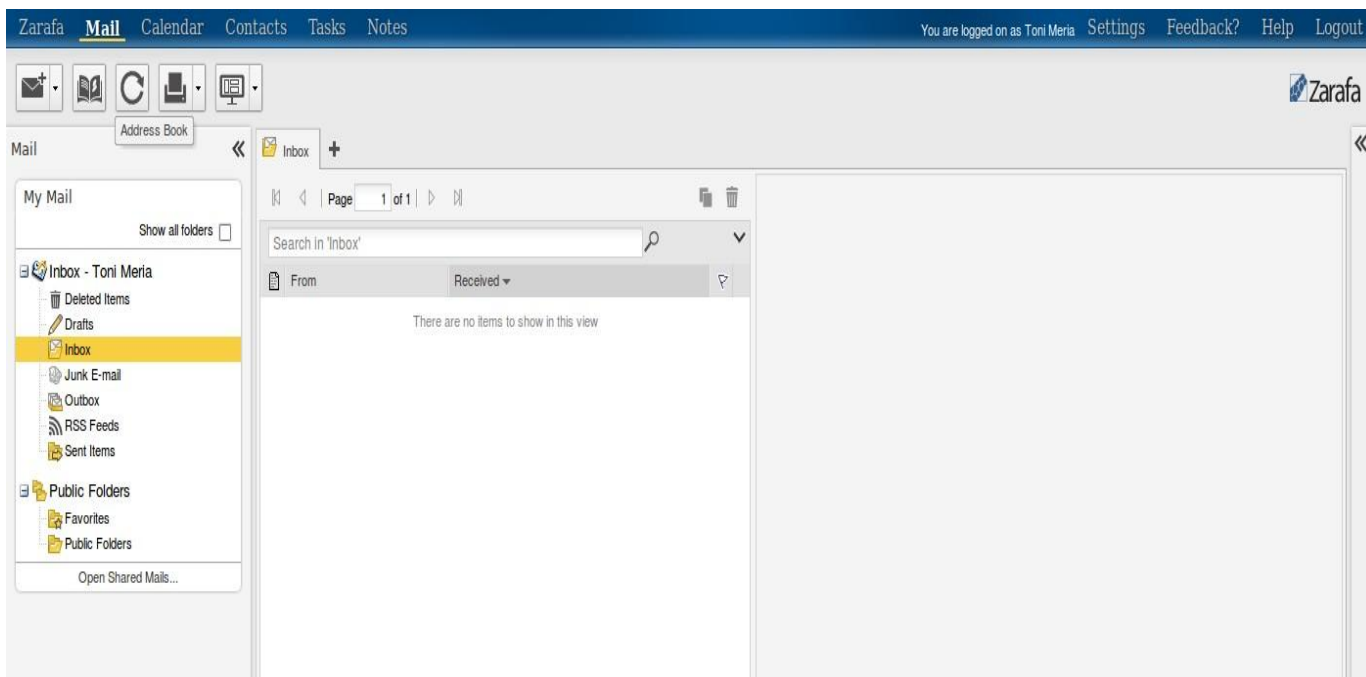 Zarafa Mail Calendar Contacts Tasks Notes You are logged on as Toni Meria Settings Feedback? Help Logout
Zarafa
Address Book
Mail
Inbox
My Mail
Show all folders
Inbox - Toni Meria
Deleted Items
Drafts
Inbox
Junk E-mail
Outbox
RSS Feeds
Sent Items
Public Folders
Favorites
Public Folders
Open Shared Mails...
Page 1 of 1
Search in 'Inbox'
From Received
There are no items to show in this view